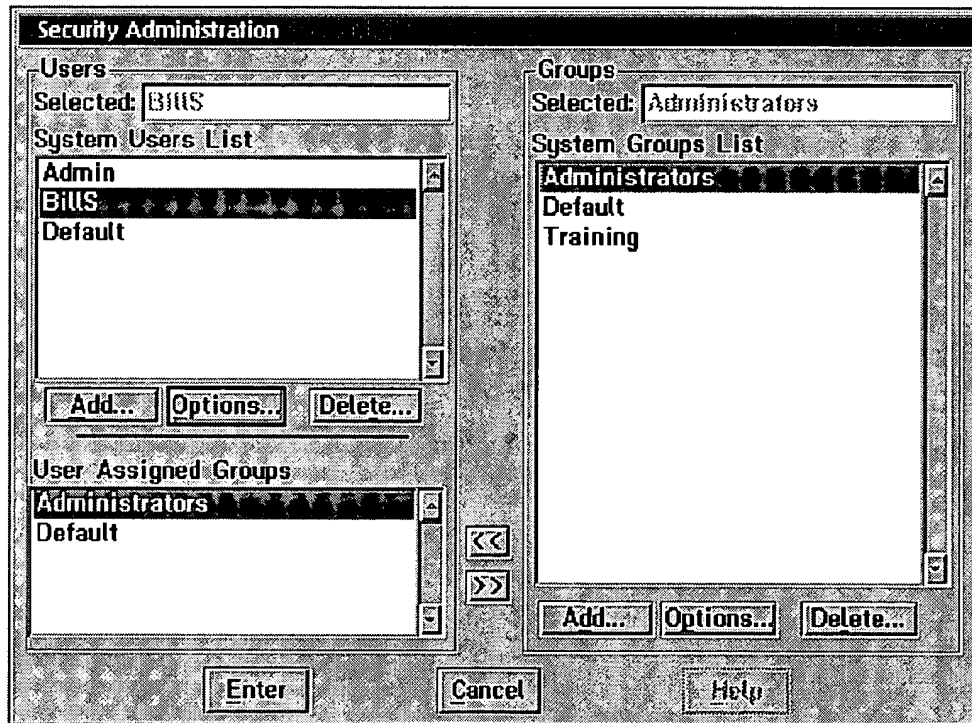 Security Administration
Users
Selected: BillS
System Users List
Admin
BillS
Default
Add... Options... Delete...
User Assigned Groups
Administrators
Default
<<
>>
Groups
Selected: Administrators
System Groups List
Administrators
Default
Training
Add... Options... Delete...
Enter Cancel Help